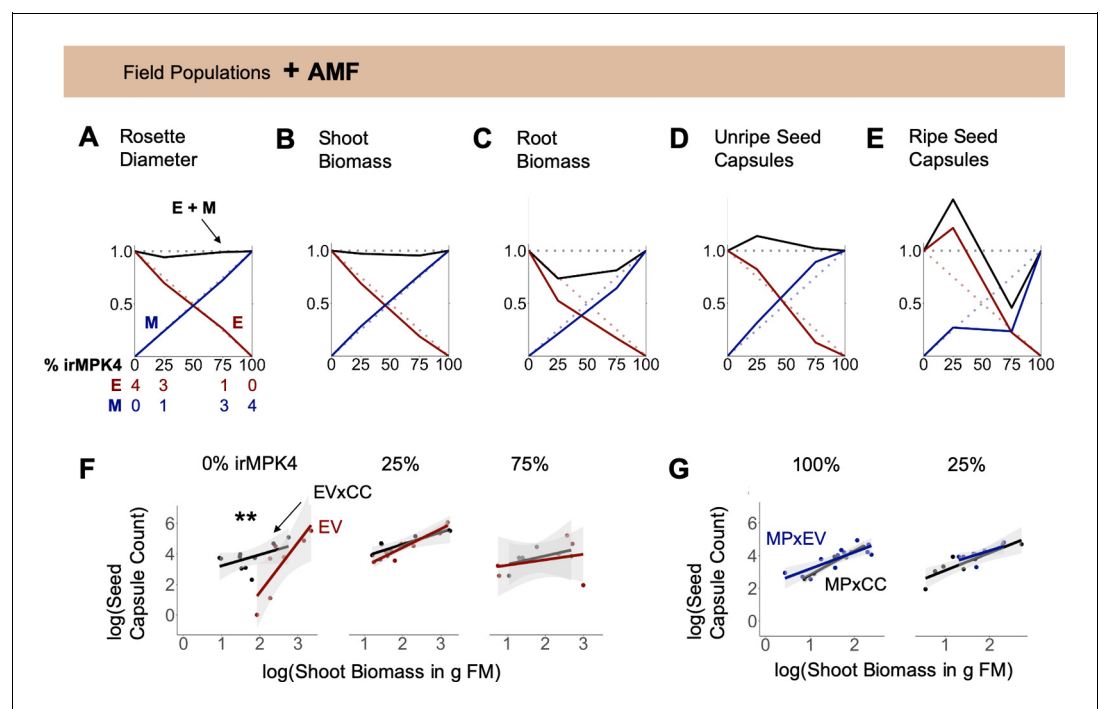 Field Populations + AMF
A Rosette Diameter
B Shoot Biomass
C Root Biomass
D Unripe Seed Capsules
E Ripe Seed Capsules
E + M
1.0
0.5
M
E
1.0
0.5
1.0
0.5
1.0
0.5
1.0
0.5
% irMPK4 0 25 50 75 100
0 25 50 75 100
0 25 50 75 100
0 25 50 75 100
0 25 50 75 100
E 4 3 1 0
M 0 1 3 4
F
0% irMPK4
25%
75%
G
100%
25%
EVxCC
EV
**
log(Seed Capsule Count)
6
4
2
0
0 1 2 3
1 2 3
1 2 3
log(Shoot Biomass in g FM)
log(Seed Capsule Count)
6
4
2
0
MPxEV
MPxCC
0 1 2
1 2
log(Shoot Biomass in g FM)